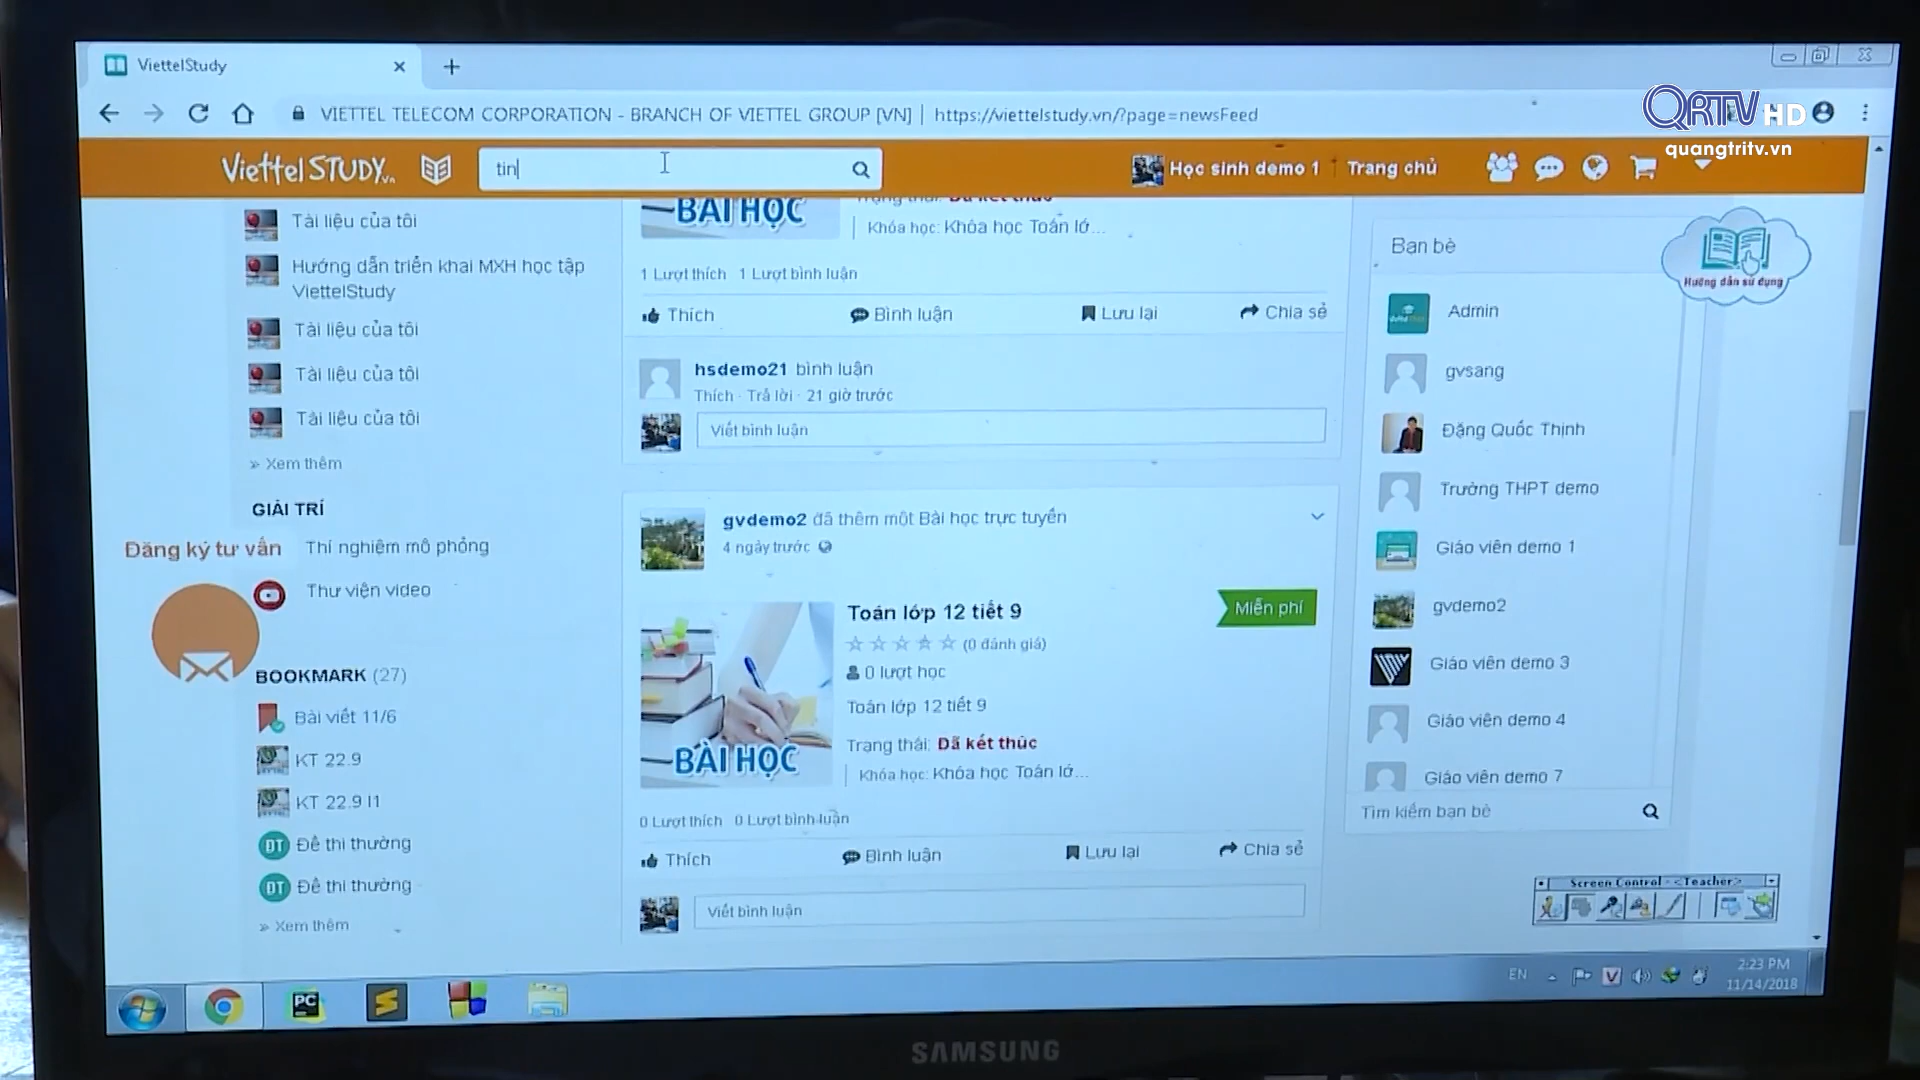 ViettelStudy
VIETTEL TELECOM CORPORATION - BRANCH OF VIETTEL GROUP [VN] | https://viettelstudy.vn/?page=newsFeed
QRTV HD
quangtritv.vn
Viettel STUDY.vn
tin
Học sinh demo 1
Trang chủ
Tài liệu của tôi
Hướng dẫn triển khai MXH học tập
ViettelStudy
Tài liệu của tôi
Tài liệu của tôi
Tài liệu của tôi
» Xem thêm
GIẢI TRÍ
Đăng ký tư vấn
Thí nghiệm mô phỏng
Thư viện video
BOOKMARK (27)
Bài viết 11/6
KT 22.9
KT 22.9 l1
ĐT Đề thi thường
ĐT Đề thi thường
» Xem thêm
BÀI HỌC
Trạng thái: Đã kết thúc
Khóa học: Khóa học Toán lớ...
1 Lượt thích 1 Lượt bình luận
Thích
Bình luận
Lưu lại
Chia sẻ
hsdemo21 bình luận
Thích · Trả lời · 21 giờ trước
Viết bình luận
gvdemo2 đã thêm một Bài học trực tuyến
4 ngày trước
Toán lớp 12 tiết 9
Miễn phí
(0 đánh giá)
0 lượt học
Toán lớp 12 tiết 9
Trạng thái: Đã kết thúc
BÀI HỌC
Khóa học: Khóa học Toán lớ...
0 Lượt thích 0 Lượt bình luận
Thích
Bình luận
Lưu lại
Chia sẻ
Viết bình luận
Bạn bè
Hướng dẫn sử dụng
Admin
gvsang
Đặng Quốc Thịnh
Trường THPT demo
Giáo viên demo 1
gvdemo2
Giáo viên demo 3
Giáo viên demo 4
Giáo viên demo 7
Tìm kiếm bạn bè
Screen Control - <Teacher>
PC
EN
V
2:23 PM
11/14/2018
SAMSUNG